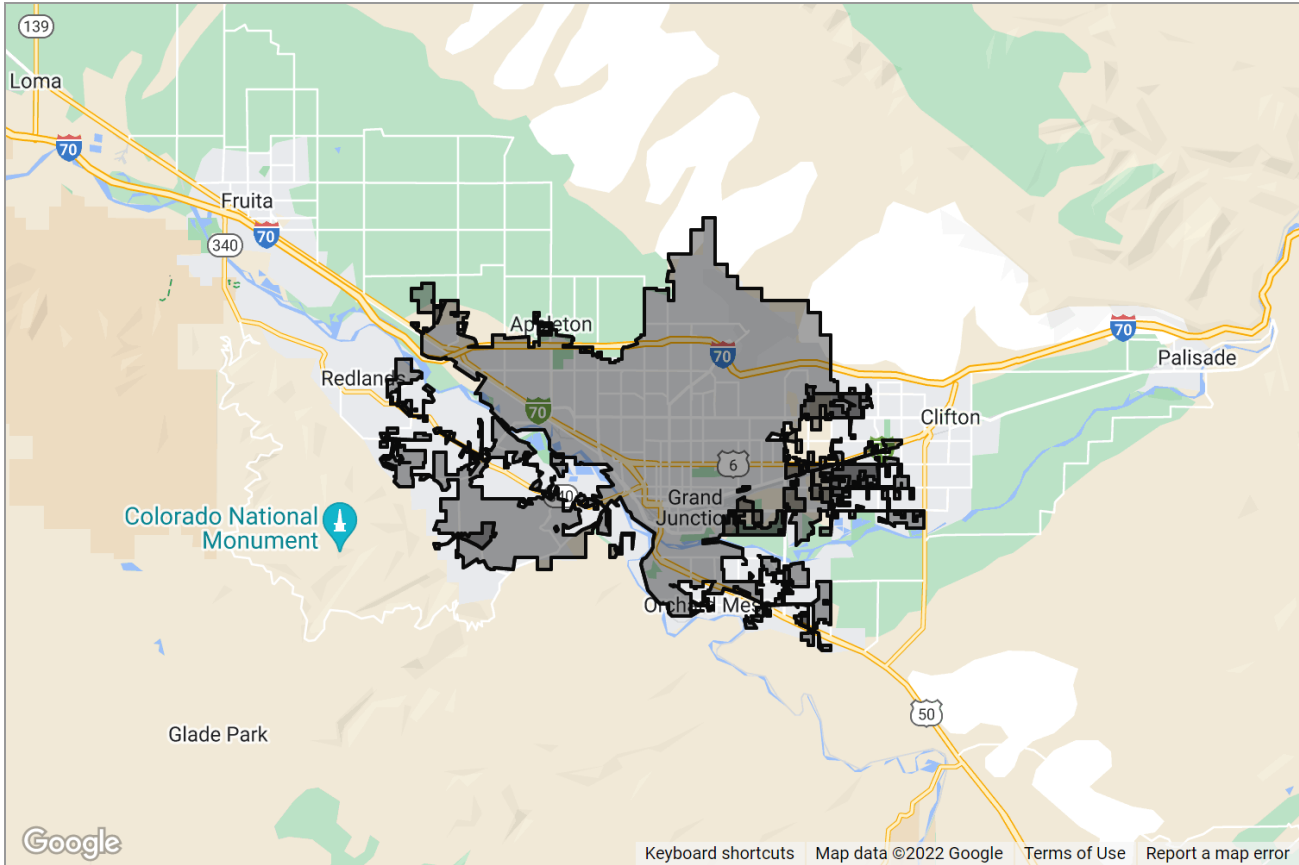 139
Loma
70
Fruita
70
340
Appleton
70
70
Palisade
Redlands
70
Clifton
6
40
Grand
Junction
Colorado National
Monument
Orchard Mesa
50
Glade Park
Google
Keyboard shortcuts
Map data ©2022 Google
Terms of Use
Report a map error